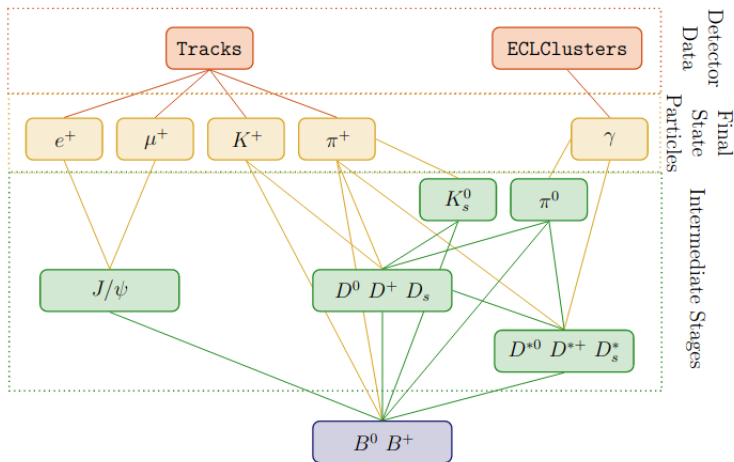 Tracks
ECLClusters
Detector
Data
e⁺
μ⁺
K⁺
π⁺
γ
Final
State
Particles
K⁰ₛ
π⁰
J/ψ
D⁰ D⁺ Dₛ
D*⁰ D*⁺ D*ₛ
Intermediate Stages
B⁰ B⁺